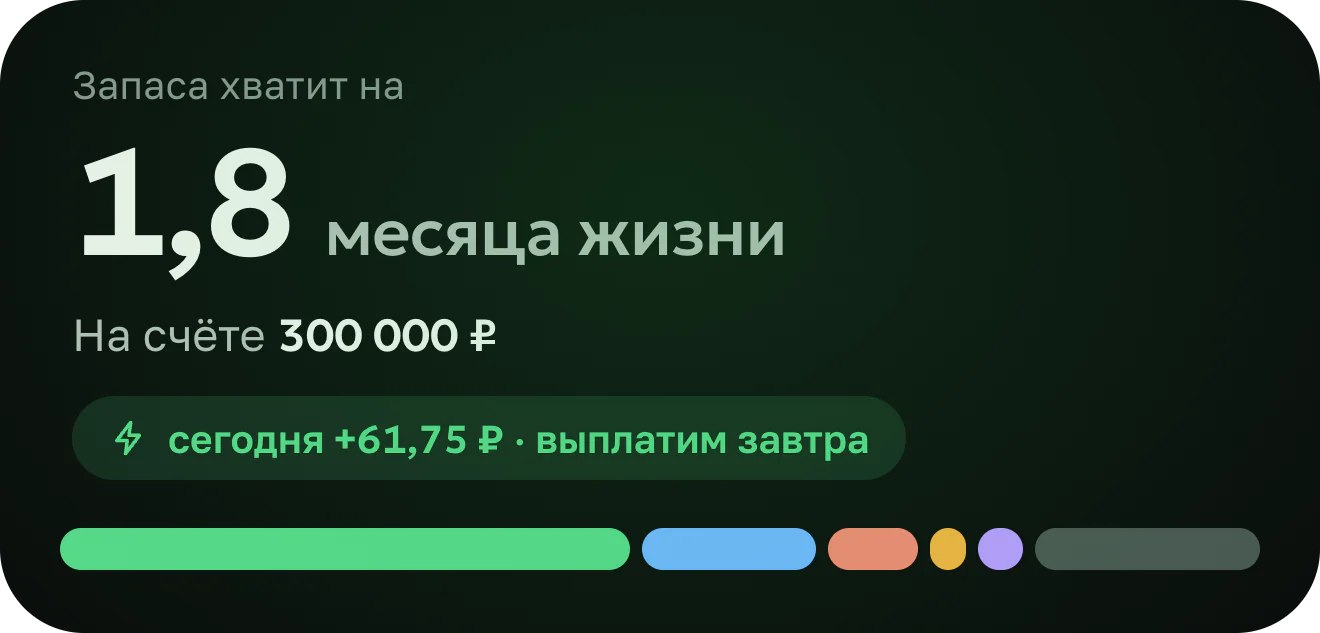 Запаса хватит на
1,8 месяца жизни
На счёте 300 000 ₽
сегодня +61,75 ₽ · выплатим завтра